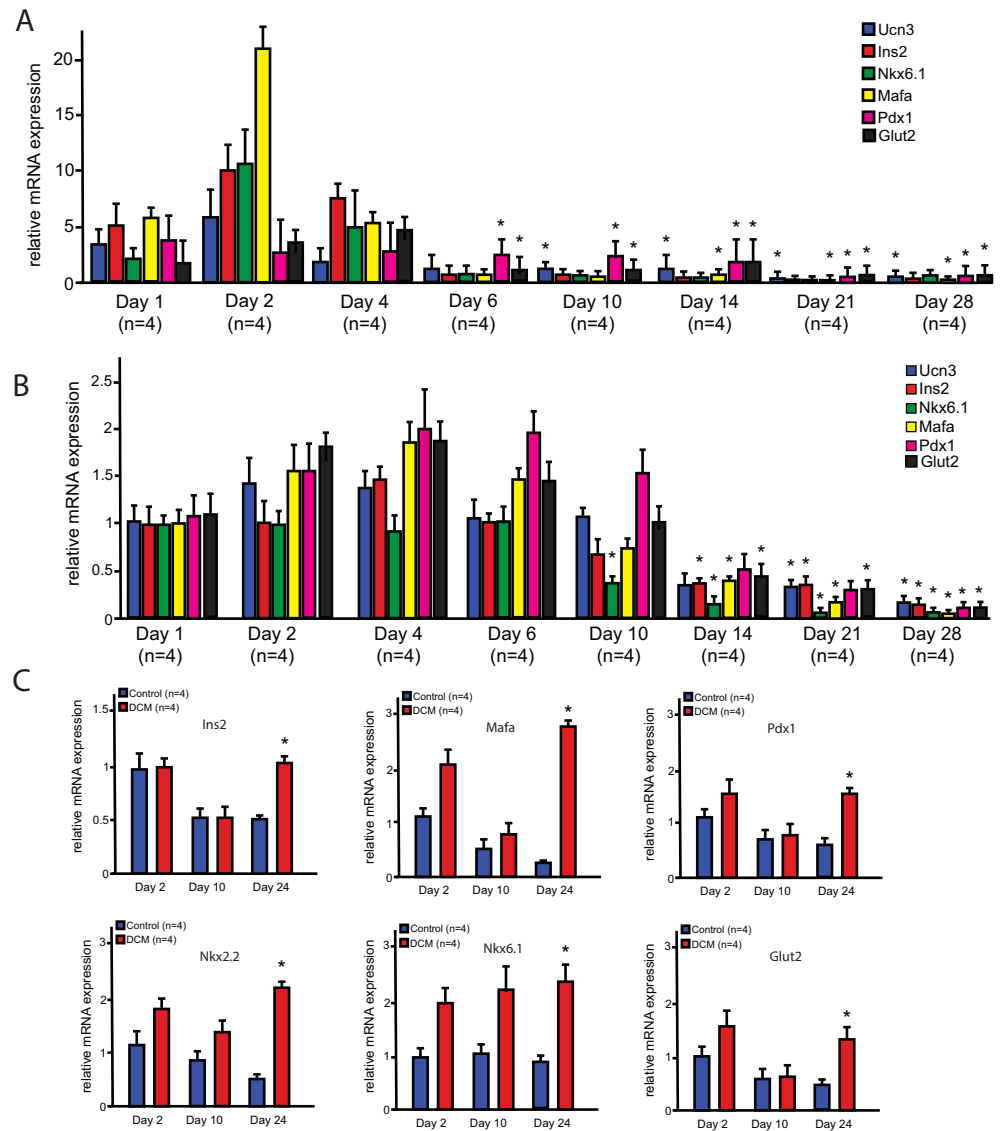 A
relative mRNA expression
20
15
10
5
0
Ucn3
Ins2
Nkx6.1
Mafa
Pdx1
Glut2
* * * * * * * * * * * * * * * * * *
Day 1 Day 2 Day 4 Day 6 Day 10 Day 14 Day 21 Day 28
(n=4) (n=4) (n=4) (n=4) (n=4) (n=4) (n=4) (n=4)
B
relative mRNA expression
2.5
2
1.5
1
0.5
0
Ucn3
Ins2
Nkx6.1
Mafa
Pdx1
Glut2
* * * * * * * * * * * * * * * *
Day 1 Day 2 Day 4 Day 6 Day 10 Day 14 Day 21 Day 28
(n=4) (n=4) (n=4) (n=4) (n=4) (n=4) (n=4) (n=4)
C
Control (n=4)
DCM (n=4)
Ins2
relative mRNA expression
1.5
1
0.5
0
*
Day 2 Day 10 Day 24
Control (n=4)
DCM (n=4)
Mafa
relative mRNA expression
3
2
1
0
*
Day 2 Day 10 Day 24
Control (n=4)
DCM (n=4)
Pdx1
relative mRNA expression
3
2
1
0
*
Day 2 Day 10 Day 24
Control (n=4)
DCM (n=4)
Nkx2.2
relative mRNA expression
3
2
1
0
*
Day 2 Day 10 Day 24
Control (n=4)
DCM (n=4)
Nkx6.1
relative mRNA expression
3
2
1
0
*
Day 2 Day 10 Day 24
Control (n=4)
DCM (n=4)
Glut2
relative mRNA expression
3
2
1
0
*
Day 2 Day 10 Day 24